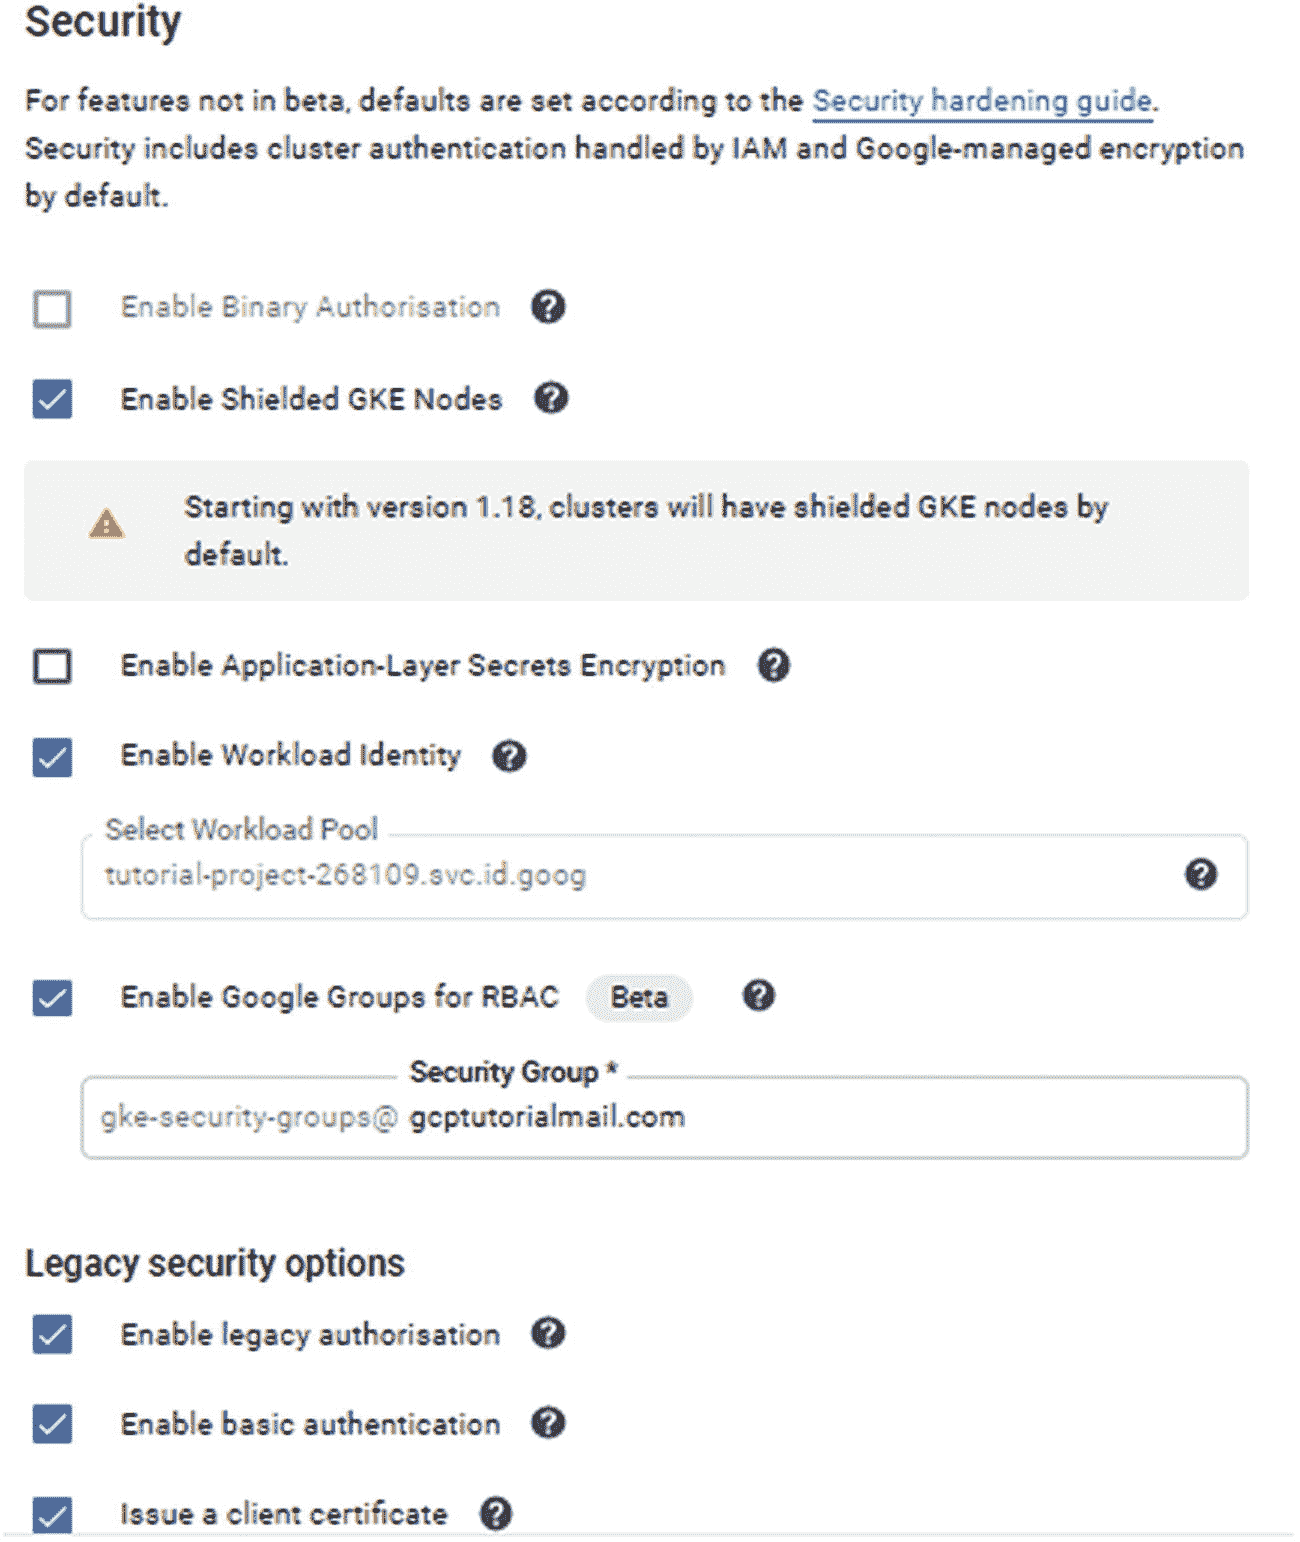 Security
For features not in beta, defaults are set according to the Security hardening guide.
Security includes cluster authentication handled by IAM and Google-managed encryption
by default.
Enable Binary Authorisation
Enable Shielded GKE Nodes
Starting with version 1.18, clusters will have shielded GKE nodes by
default.
Enable Application-Layer Secrets Encryption
Enable Workload Identity
Select Workload Pool
tutorial-project-268109.svc.id.goog
Enable Google Groups for RBAC Beta
Security Group *
gke-security-groups@ gcptutorialmail.com
Legacy security options
Enable legacy authorisation
Enable basic authentication
Issue a client certificate